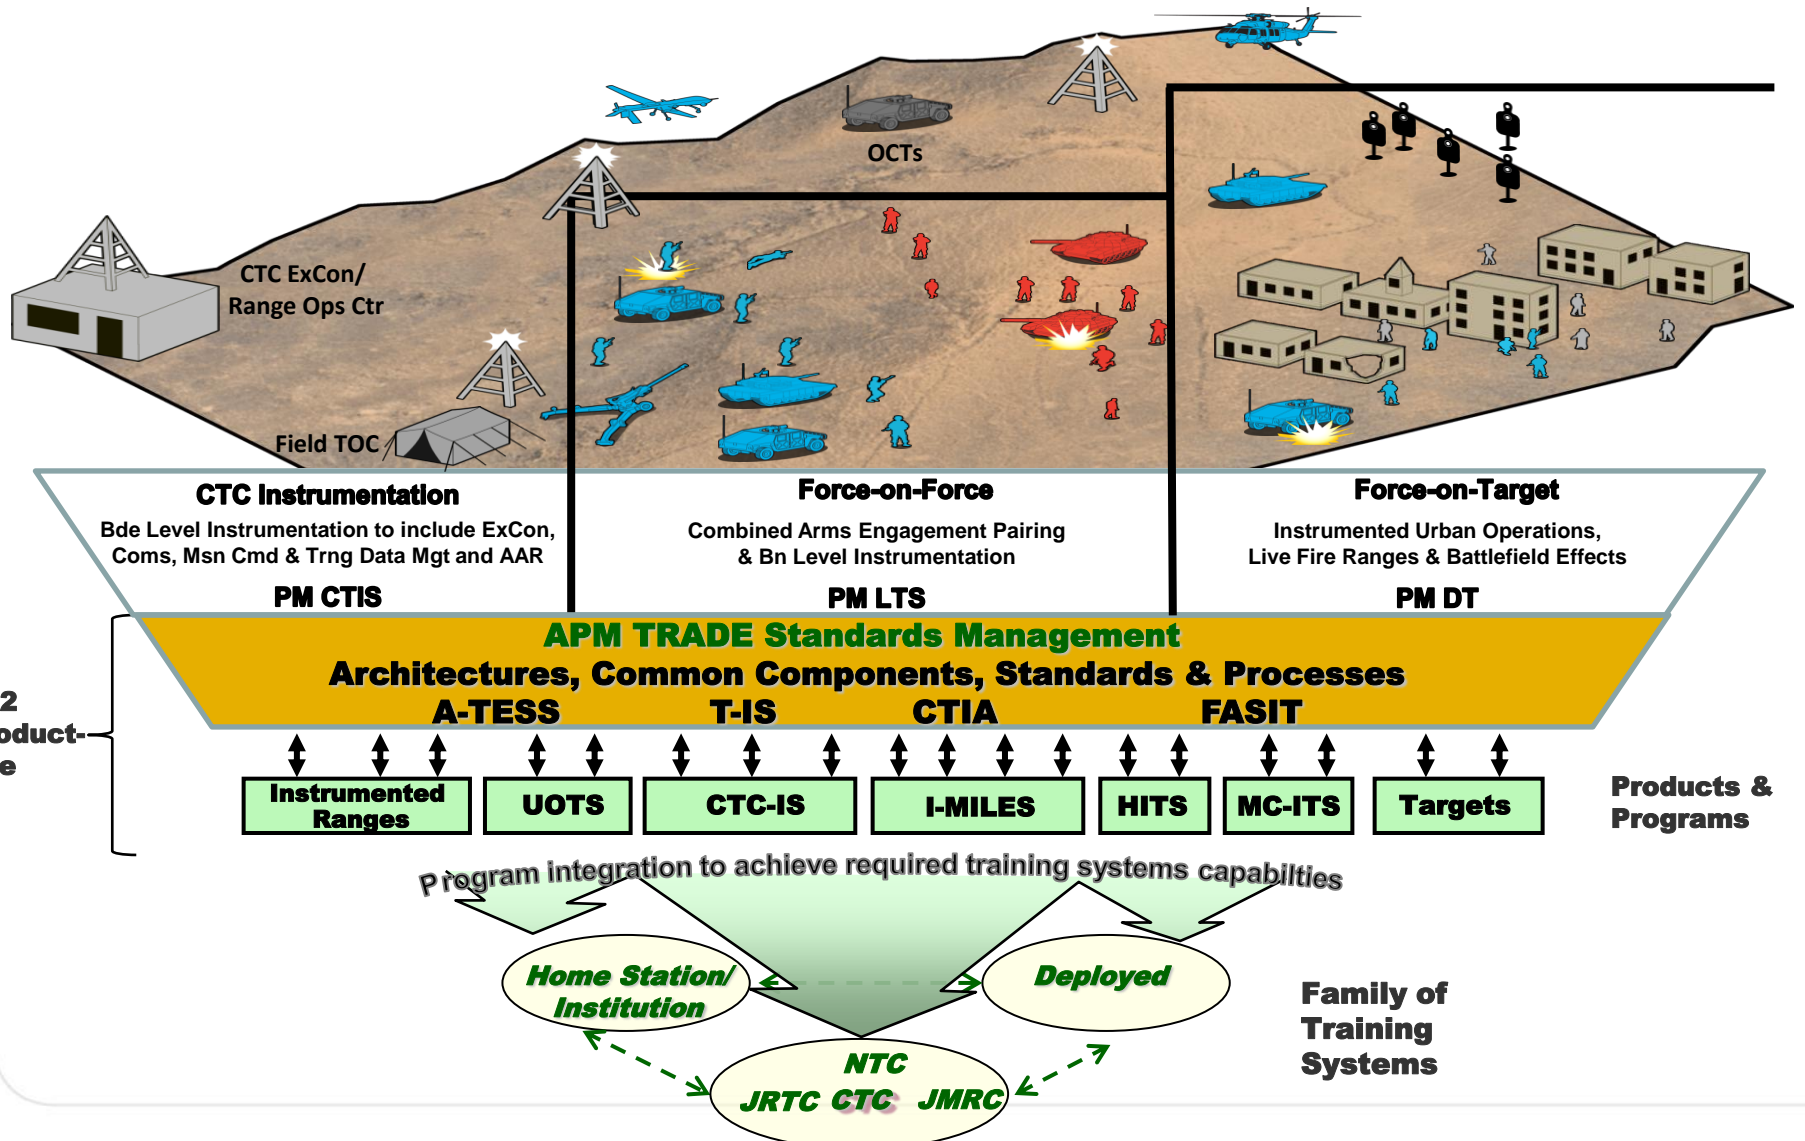 OCTs
CTC ExCon/
Range Ops Ctr
Field TOC
CTC Instrumentation
Bde Level Instrumentation to include ExCon,
Coms, Msn Cmd & Trng Data Mgt and AAR
PM CTIS
Force-on-Force
Combined Arms Engagement Pairing
& Bn Level Instrumentation
PM LTS
Force-on-Target
Instrumented Urban Operations,
Live Fire Ranges & Battlefield Effects
PM DT
APM TRADE Standards Management
Architectures, Common Components, Standards & Processes
A-TESS T-IS CTIA FASIT
Instrumented
Ranges
UOTS
CTC-IS
I-MILES
HITS
MC-ITS
Targets
Products &
Programs
Program integration to achieve required training systems capabilties
Home Station/
Institution
Deployed
NTC
JRTC CTC JMRC
Family of
Training
Systems